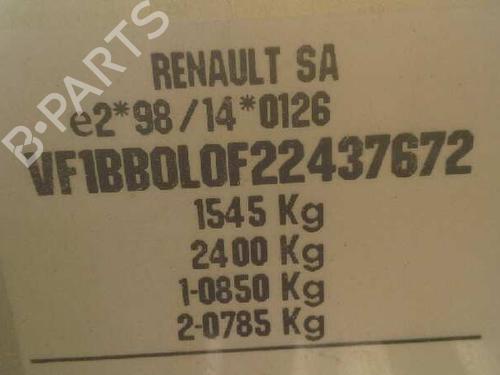 RENAULT SA
e2*98/14*0126
VF1BB0L0F22437672
1545 Kg
2400 Kg
1-0850 Kg
2-0785 Kg
B-PARTS